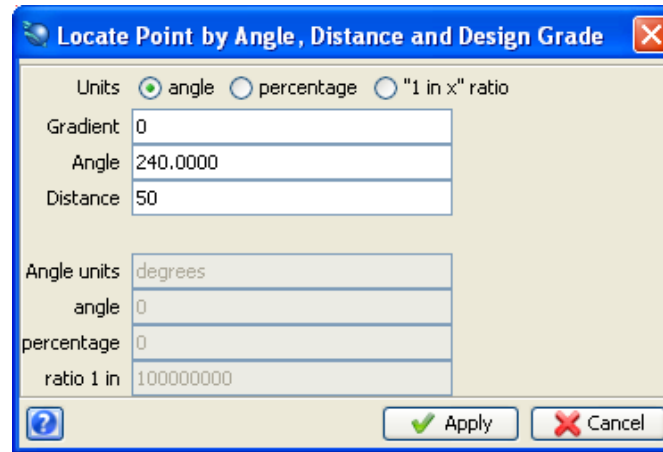 Locate Point by Angle, Distance and Design Grade
Units angle percentage "1 in x" ratio
Gradient 0
Angle 240.0000
Distance 50
Angle units degrees
angle 0
percentage 0
ratio 1 in 100000000
? Apply Cancel